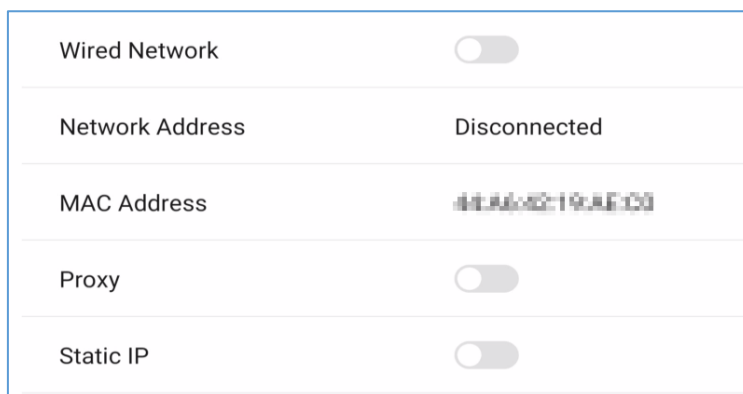 Wired Network
Network Address Disconnected
MAC Address
Proxy
Static IP